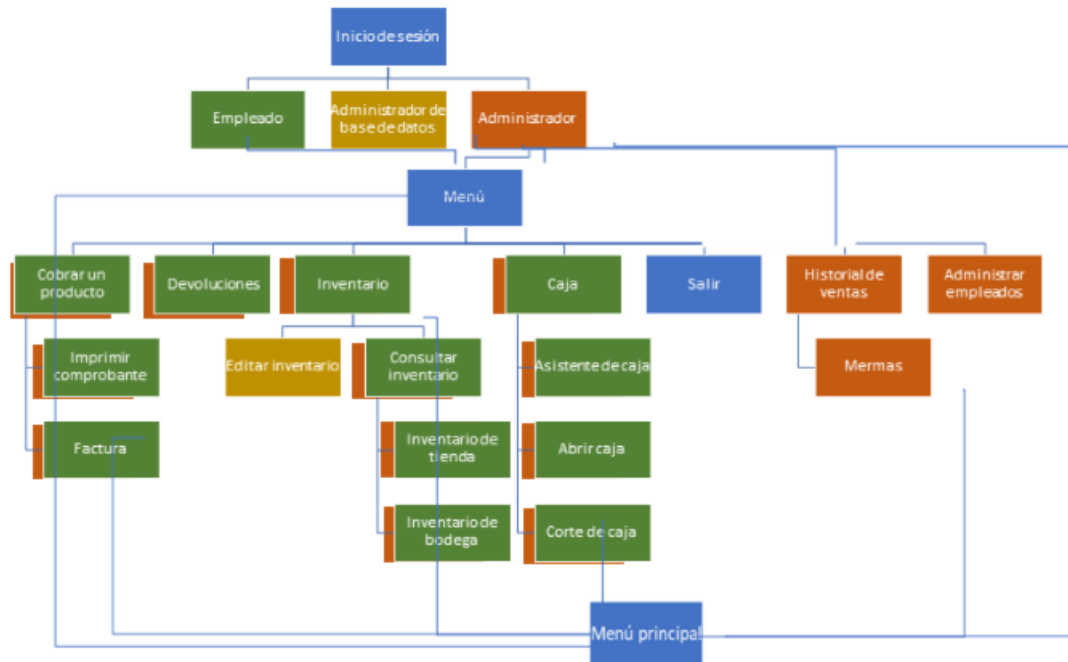 Inicio de sesión
Empleado
Administrador de
base de datos
Administrador
Menú
Cobrar un
producto
Devoluciones
Inventario
Caja
Salir
Historial de
ventas
Administrar
empleados
Imprimir
comprobante
Editar inventario
Consultar
inventario
Asistente de caja
Mermas
Factura
Inventario de
tienda
Abrir caja
Inventario de
bodega
Corte de caja
Menú principal